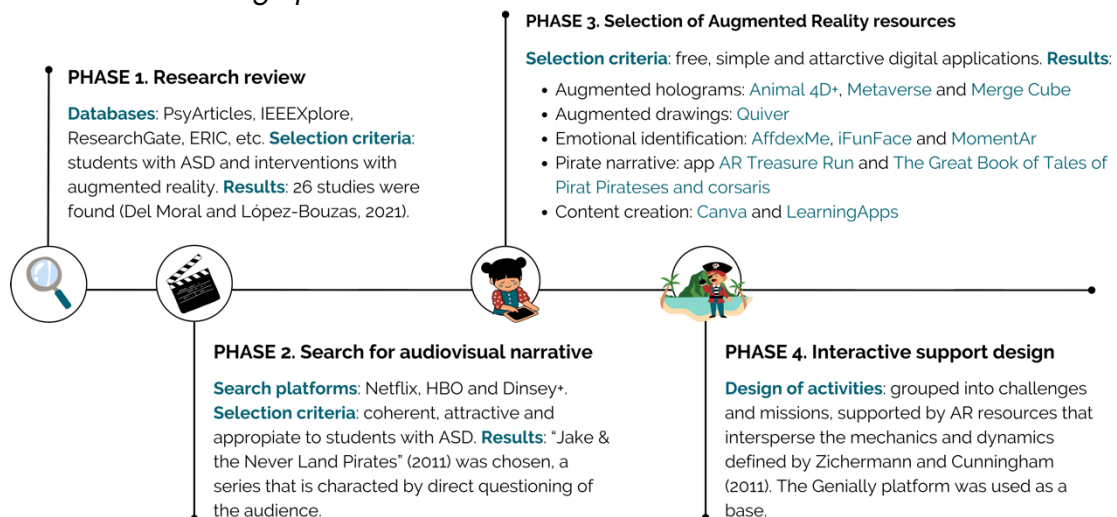 PHASE 1. Research review
Databases: PsyArticles, IEEEXplore,
ResearchGate, ERIC, etc. Selection criteria:
students with ASD and interventions with
augmented reality. Results: 26 studies were
found (Del Moral and López-Bouzas, 2021).
PHASE 2. Search for audiovisual narrative
Search platforms: Netflix, HBO and Dinsey+.
Selection criteria: coherent, attractive and
appropiate to students with ASD. Results: “Jake &
the Never Land Pirates” (2011) was chosen, a
series that is characted by direct questioning of
the audience.
PHASE 3. Selection of Augmented Reality resources
Selection criteria: free, simple and attarctive digital applications. Results:
• Augmented holograms: Animal 4D+, Metaverse and Merge Cube
• Augmented drawings: Quiver
• Emotional identification: AffdexMe, iFunFace and MomentAr
• Pirate narrative: app AR Treasure Run and The Great Book of Tales of
Pirat Pirateses and corsaris
• Content creation: Canva and LearningApps
PHASE 4. Interactive support design
Design of activities: grouped into challenges
and missions, supported by AR resources that
intersperse the mechanics and dynamics
defined by Zichermann and Cunningham
(2011). The Genially platform was used as a
base.